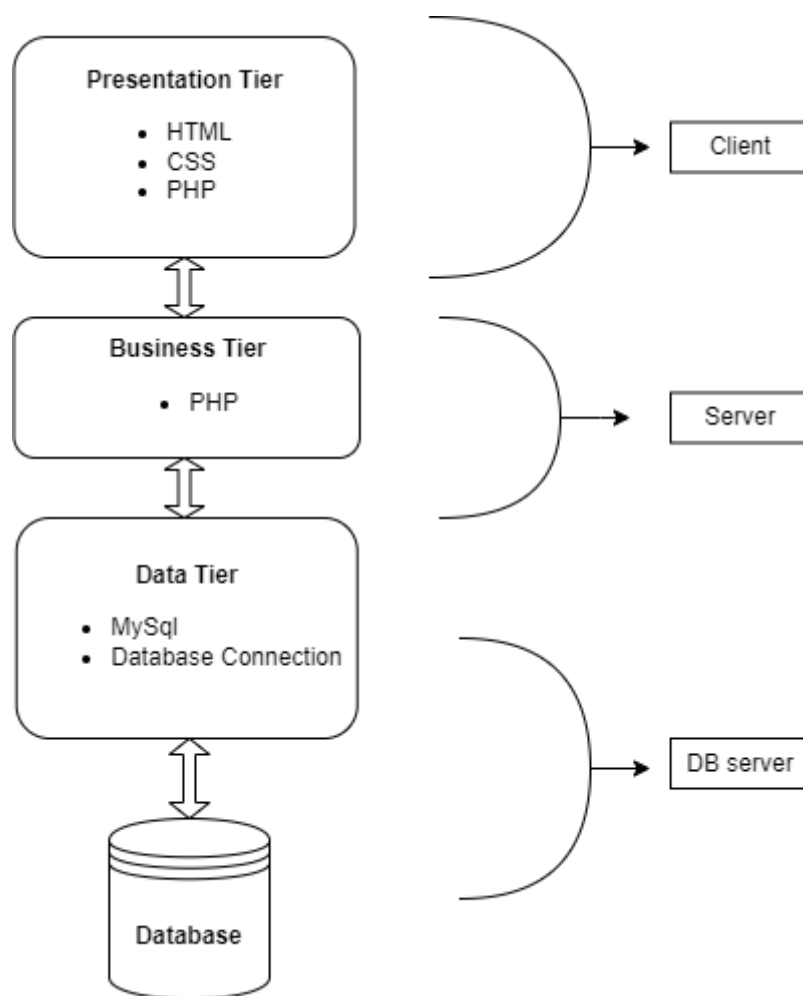 Presentation Tier
HTML
CSS
PHP
Client
Business Tier
PHP
Server
Data Tier
MySql
Database Connection
DB server
Database